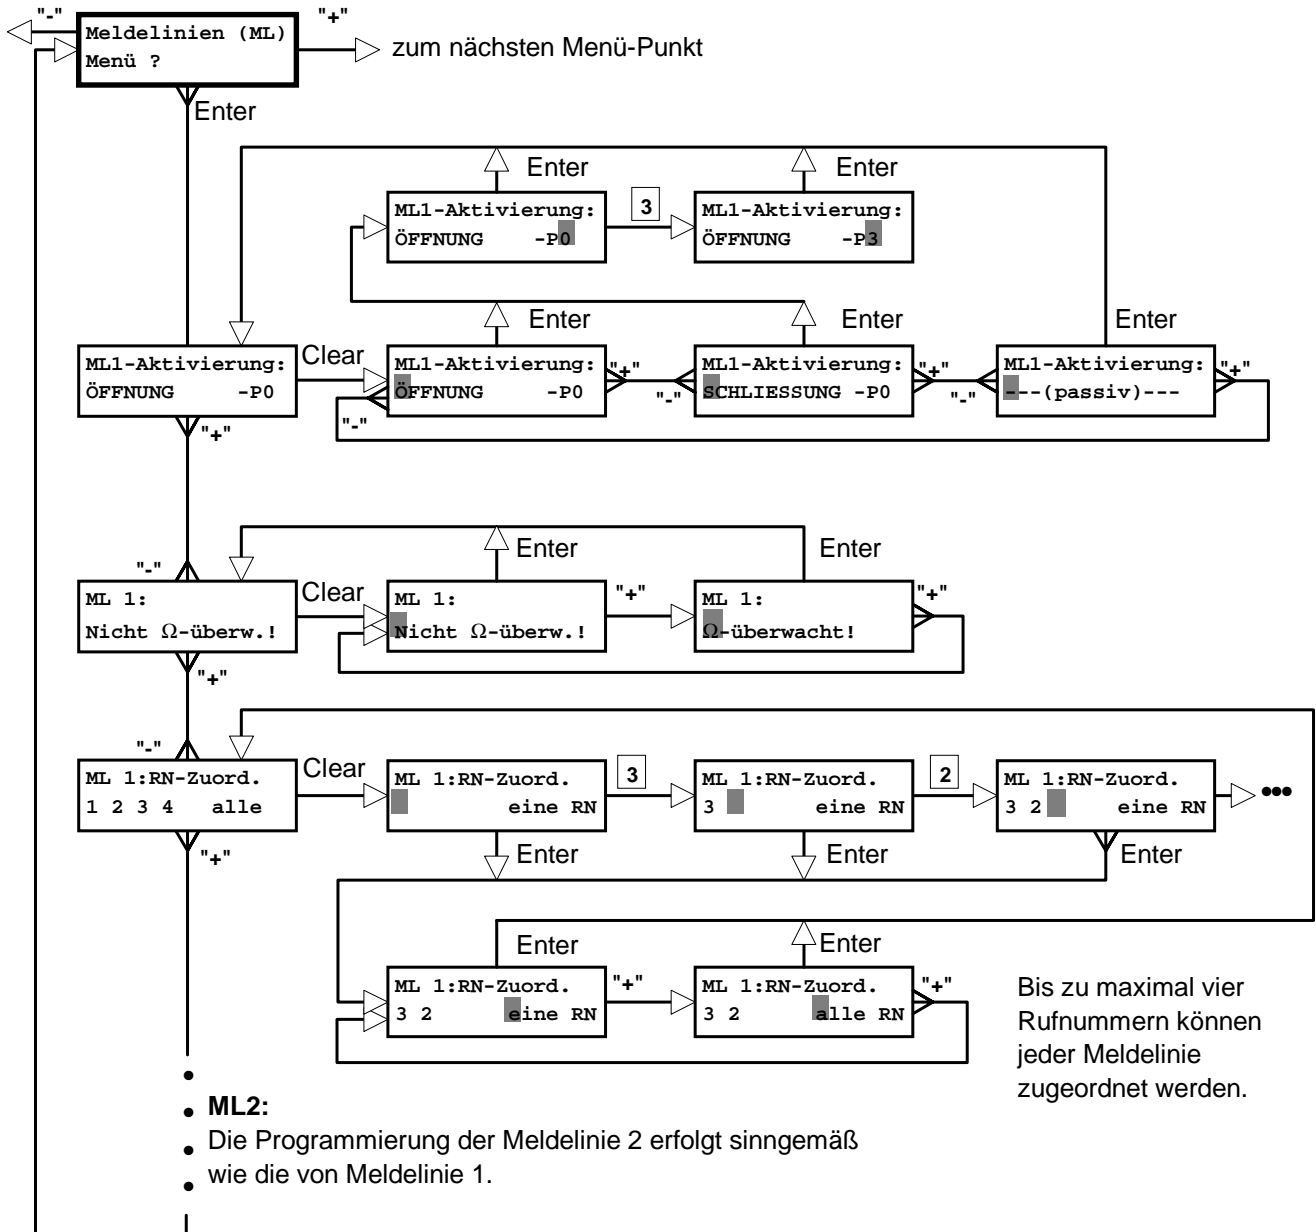 "-"
"+"
Meldelinien (ML)
Menü ?
zum nächsten Menü-Punkt
Enter
Enter
Enter
ML1-Aktivierung:
ÖFFNUNG -P0
3
ML1-Aktivierung:
ÖFFNUNG -P3
Enter
Enter
Enter
ML1-Aktivierung:
ÖFFNUNG -P0
Clear
ML1-Aktivierung:
ÖFFNUNG -P0
"+"
"-"
ML1-Aktivierung:
SCHLIESSUNG -P0
"+"
"-"
ML1-Aktivierung:
---(passiv)---
"+"
"-"
"+"
Enter
Enter
"-"
ML 1:
Nicht Ω-überw.!
Clear
ML 1:
Nicht Ω-überw.!
"+"
ML 1:
Ω-überwacht!
"+"
"+"
"-"
ML 1:RN-Zuord.
1 2 3 4 alle
Clear
ML 1:RN-Zuord.
eine RN
3
ML 1:RN-Zuord.
3 eine RN
2
ML 1:RN-Zuord.
3 2 eine RN
•••
"+"
Enter
Enter
Enter
Enter
Enter
ML 1:RN-Zuord.
3 2 eine RN
"+"
ML 1:RN-Zuord.
3 2 alle RN
"+"
Bis zu maximal vier
Rufnummern können
jeder Meldelinie
zugeordnet werden.
ML2:
Die Programmierung der Meldelinie 2 erfolgt sinngemäß
wie die von Meldelinie 1.